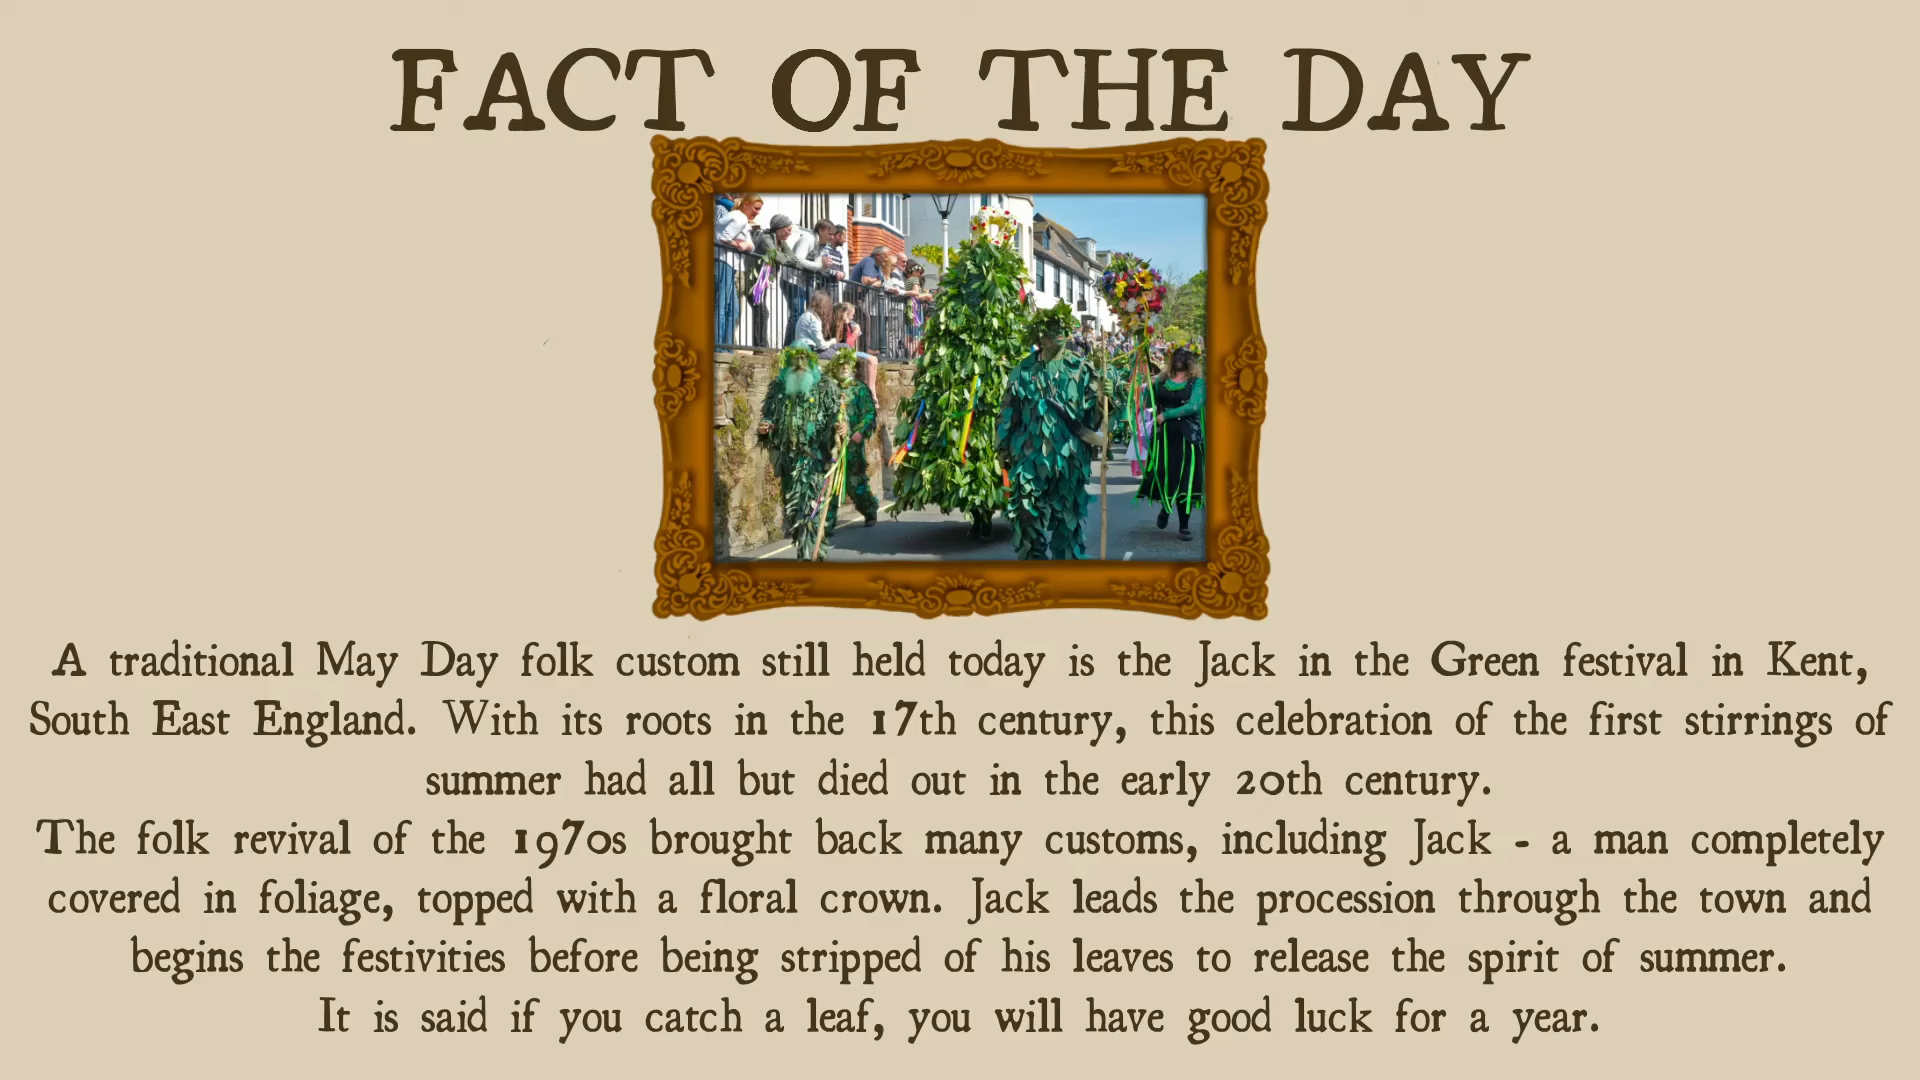 FACT OF THE DAY
A traditional May Day folk custom still held today is the Jack in the Green festival in Kent,
South East England. With its roots in the 17th century, this celebration of the first stirrings of
summer had all but died out in the early 20th century.
The folk revival of the 1970s brought back many customs, including Jack - a man completely
covered in foliage, topped with a floral crown. Jack leads the procession through the town and
begins the festivities before being stripped of his leaves to release the spirit of summer.
It is said if you catch a leaf, you will have good luck for a year.